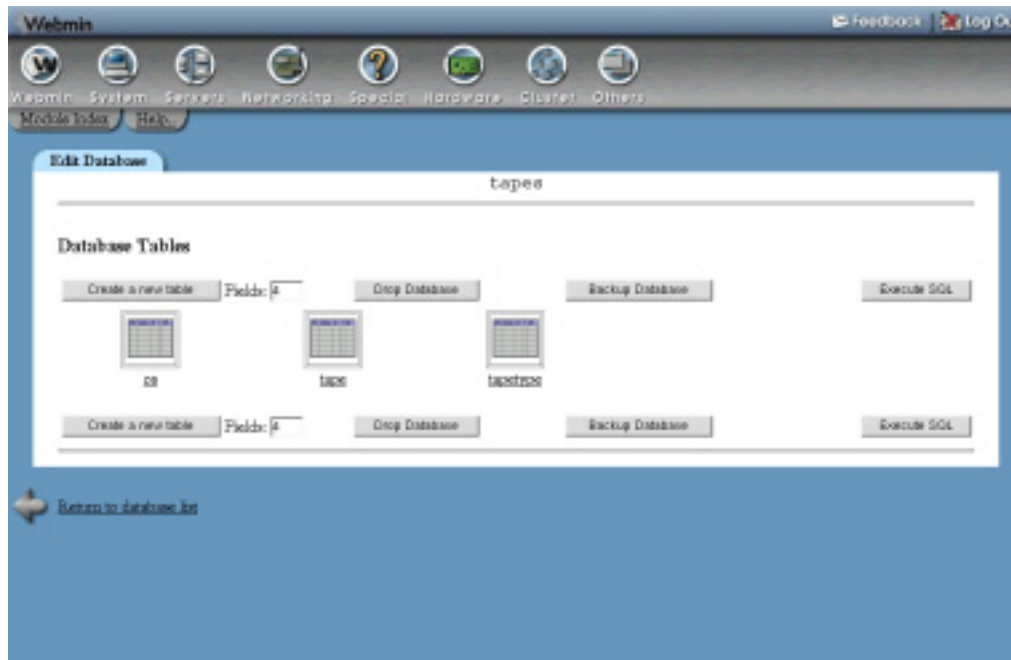 Webmin
Feedback Log Ou
Webmin System Servers Networking Special Hardware Cluster Others
Module Index Help..
Edit Database
tapes
Database Tables
Create a new table Fields: 4 Drop Database Backup Database Execute SQL
tape tapetype
Create a new table Fields: 4 Drop Database Backup Database Execute SQL
Return to database list